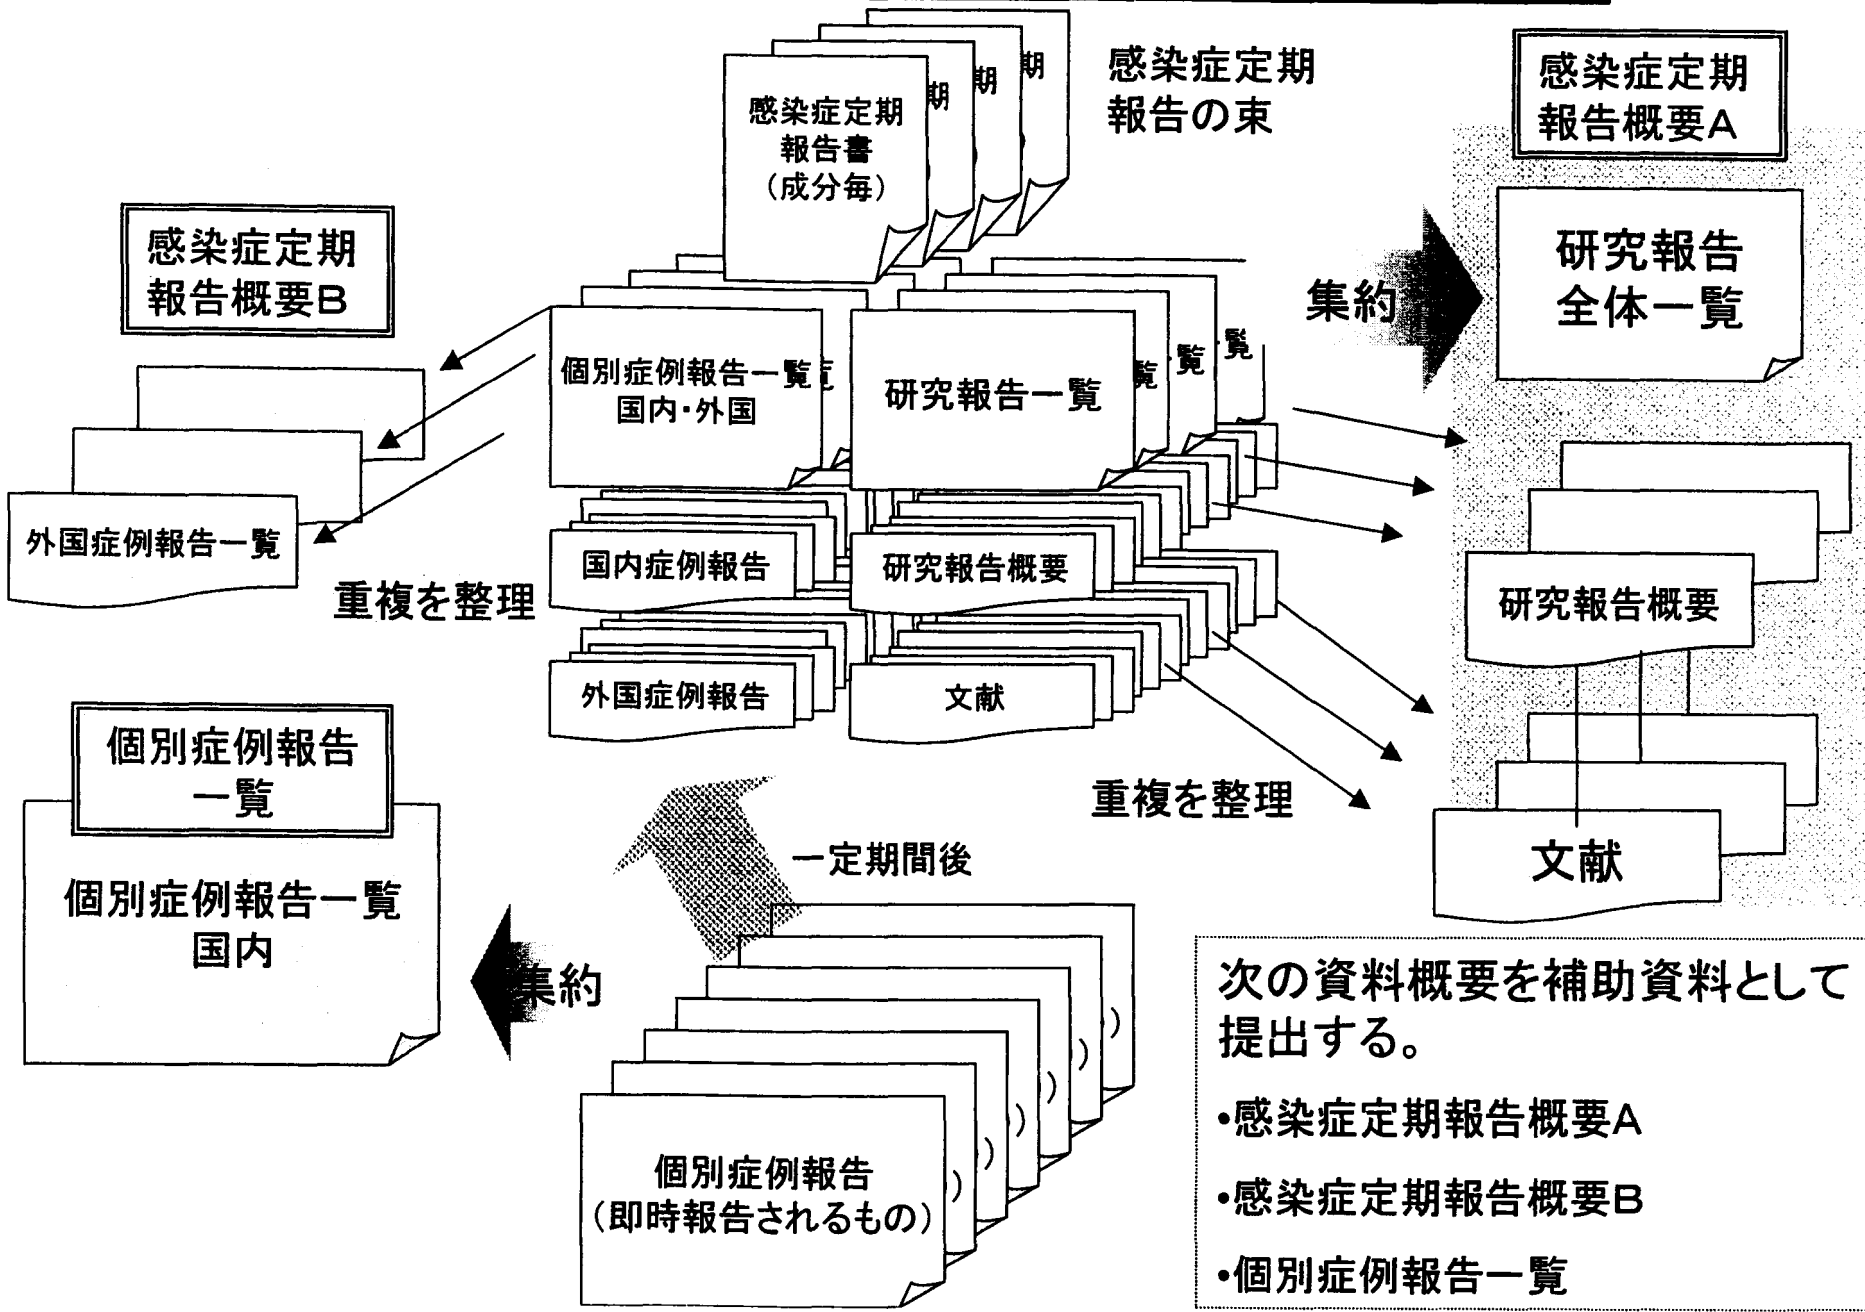 感染症定期
報告の束
感染症定期
報告概要A
期
期
期
感染症定期
報告書
(成分毎)
感染症定期
報告概要B
集約
研究報告
全体一覧
個別症例報告一覧
国内・外国
研究報告一覧
覧
覧
一覧
外国症例報告一覧
重複を整理
国内症例報告
研究報告概要
研究報告概要
外国症例報告
文献
個別症例報告
一覧
重複を整理
文献
一定期間後
個別症例報告一覧
国内
集約
個別症例報告
(即時報告されるもの)
)
)
)
)
)
)
次の資料概要を補助資料として
提出する。
・感染症定期報告概要A
・感染症定期報告概要B
・個別症例報告一覧